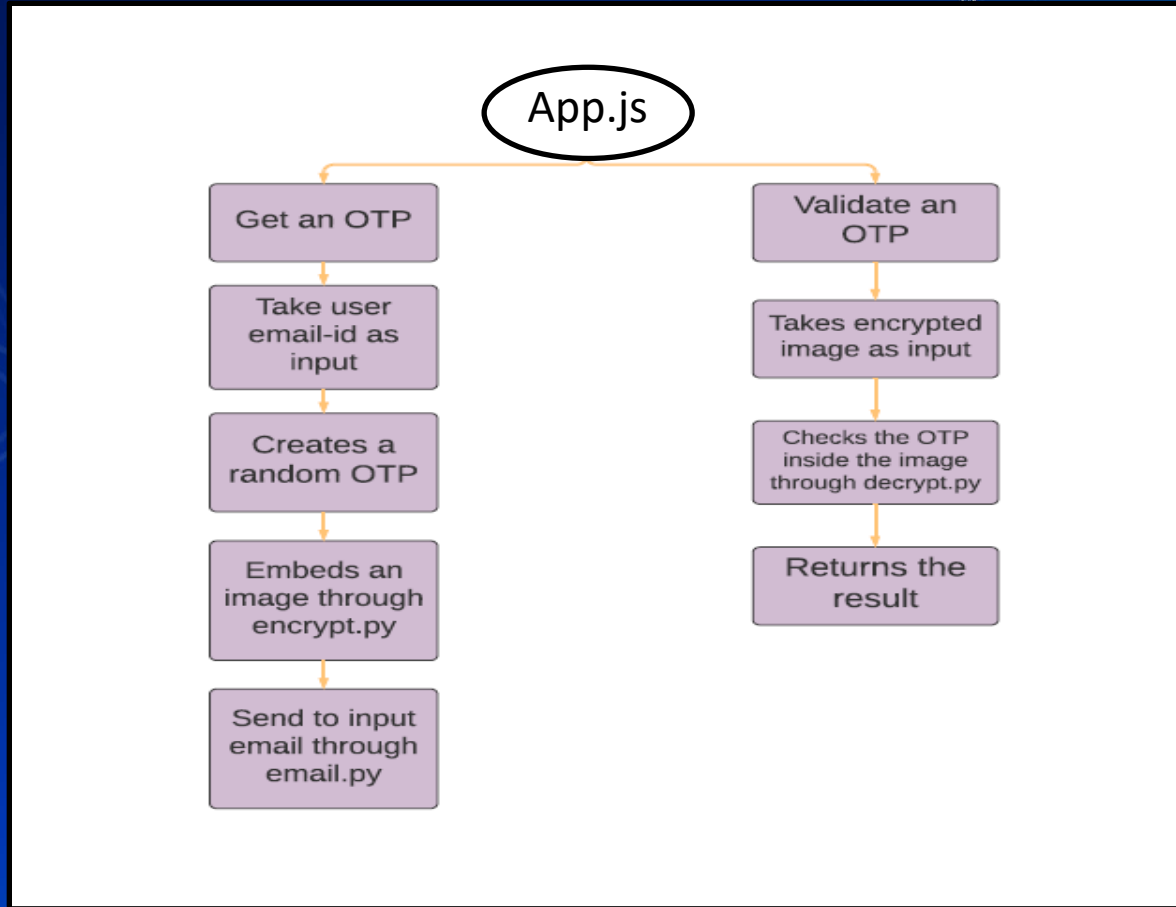 App.js
Get an OTP
Take user
email-id as
input
Creates a
random OTP
Embeds an
image through
encrypt.py
Send to input
email through
email.py
Validate an
OTP
Takes encrypted
image as input
Checks the OTP
inside the image
through decrypt.py
Returns the
result